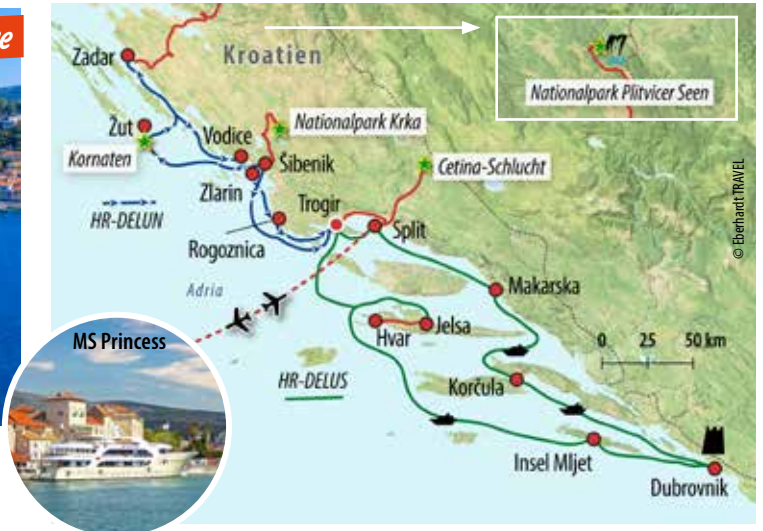 e
Zadar
Kroatien
Nationalpark Plitvicer Seen
Žut
Kornaten
Vodice
Nationalpark Krka
Šibenik
Cetina-Schlucht
Zlarin
HR-DELUN
Trogir
Rogoznica
Split
Adria
Makarska
© Eberhardt TRAVEL
MS Princess
Hvar
Jelsa
0 25 50 km
HR-DELUS
Korčula
Insel Mljet
Dubrovnik